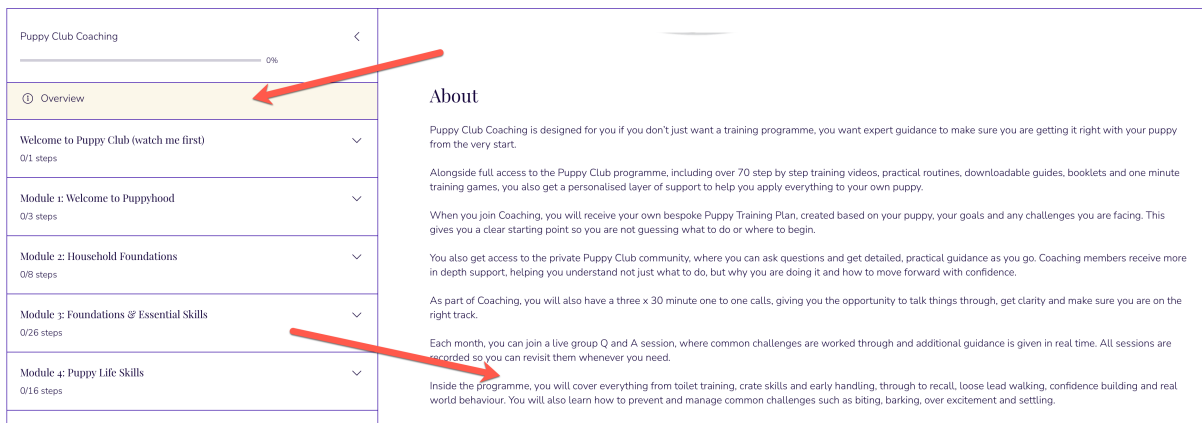 Puppy Club Coaching
0%
Overview
Welcome to Puppy Club (watch me first)
0/1 steps
Module 1: Welcome to Puppyhood
0/3 steps
Module 2: Household Foundations
0/8 steps
Module 3: Foundations & Essential Skills
0/26 steps
Module 4: Puppy Life Skills
0/16 steps
About
Puppy Club Coaching is designed for you if you don't just want a training programme, you want expert guidance to make sure you are getting it right with your puppy
from the very start.
Alongside full access to the Puppy Club programme, including over 70 step by step training videos, practical routines, downloadable guides, booklets and one minute
training games, you also get a personalised layer of support to help you apply everything to your own puppy.
When you join Coaching, you will receive your own bespoke Puppy Training Plan, created based on your puppy, your goals and any challenges you are facing. This
gives you a clear starting point so you are not guessing what to do or where to begin.
You also get access to the private Puppy Club community, where you can ask questions and get detailed, practical guidance as you go. Coaching members receive more
in depth support, helping you understand not just what to do, but why you are doing it and how to move forward with confidence.
As part of Coaching, you will also have a three x 30 minute one to one calls, giving you the opportunity to talk things through, get clarity and make sure you are on the
right track.
Each month, you can join a live group Q and A session, where common challenges are worked through and additional guidance is given in real time. All sessions are
recorded so you can revisit them whenever you need.
Inside the programme, you will cover everything from toilet training, crate skills and early handling, through to recall, loose lead walking, confidence building and real
world behaviour. You will also learn how to prevent and manage common challenges such as biting, barking, over excitement and settling.